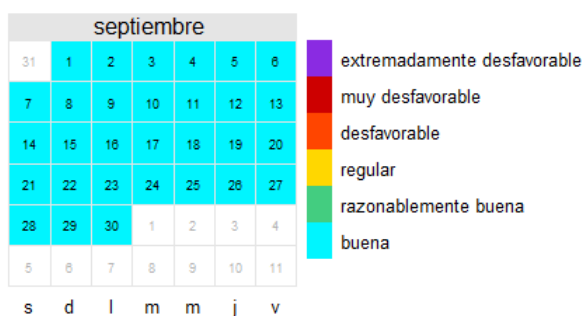 septiembre
31 1 2 3 4 5 6
7 8 9 10 11 12 13
14 15 16 17 18 19 20
21 22 23 24 25 26 27
28 29 30 1 2 3 4
5 6 7 8 9 10 11
s d l m m j v
extremadamente desfavorable
muy desfavorable
desfavorable
regular
razonablemente buena
buena